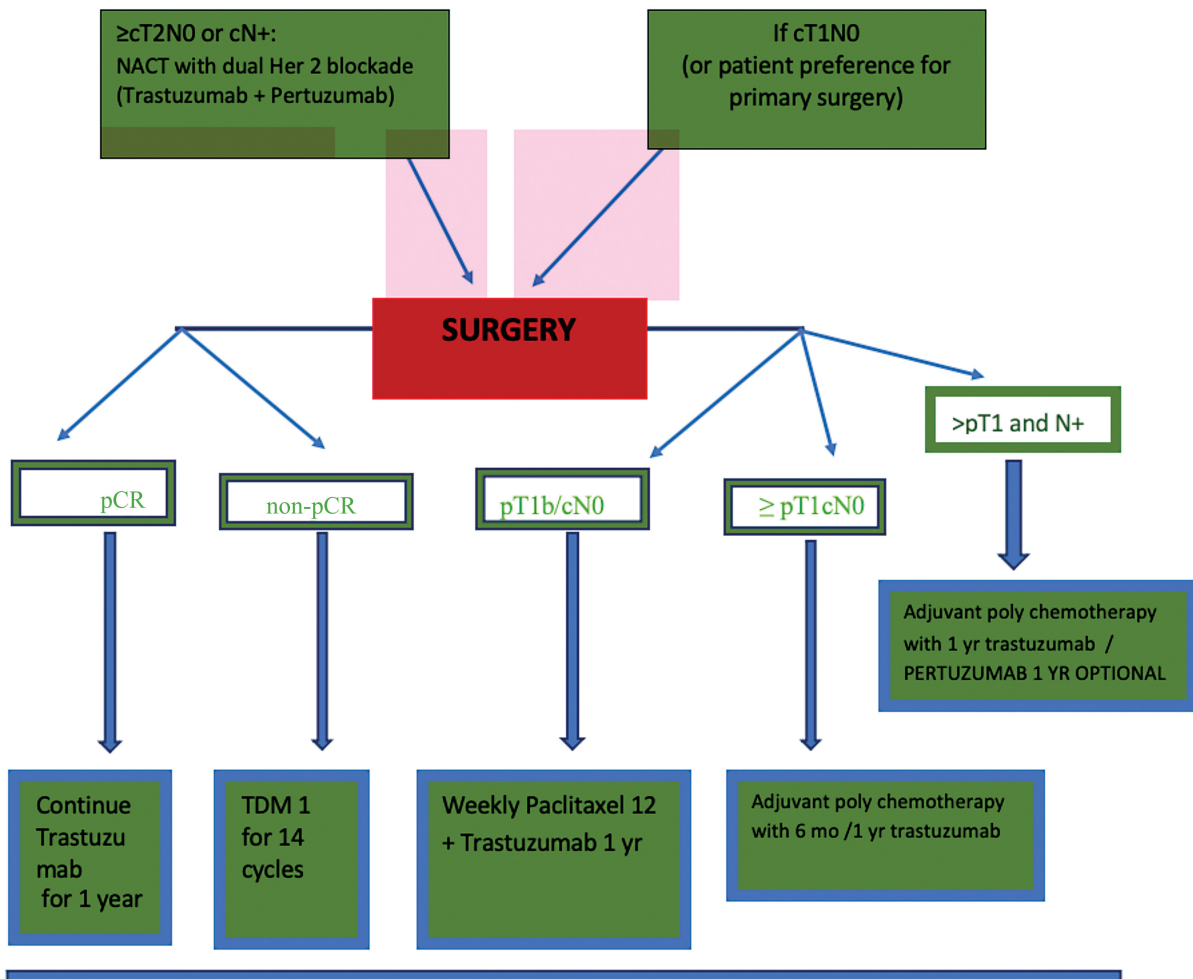 ≥cT2N0 or cN+:
NACT with dual Her 2 blockade
(Trastuzumab + Pertuzumab)
If cT1N0
(or patient preference for
primary surgery)
SURGERY
>pT1 and N+
pCR
non-pCR
pT1b/cN0
≥ pT1cN0
Adjuvant poly chemotherapy
with 1 yr trastuzumab /
PERTUZUMAB 1 YR OPTIONAL
Continue
Trastuzu
mab
for 1 year
TDM 1
for 14
cycles
Weekly Paclitaxel 12
+ Trastuzumab 1 yr
Adjuvant poly chemotherapy
with 6 mo /1 yr trastuzumab